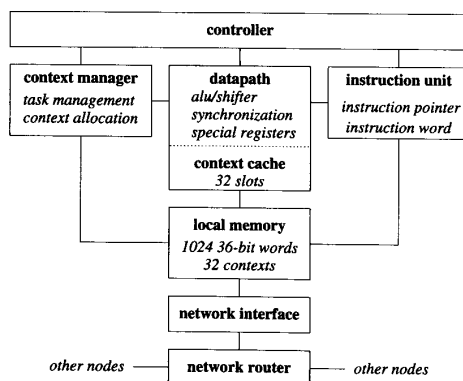 controller
context manager
task management
context allocation
datapath
alu/shifter
synchronization
special registers
context cache
32 slots
instruction unit
instruction pointer
instruction word
local memory
1024 36-bit words
32 contexts
network interface
other nodes
network router
other nodes